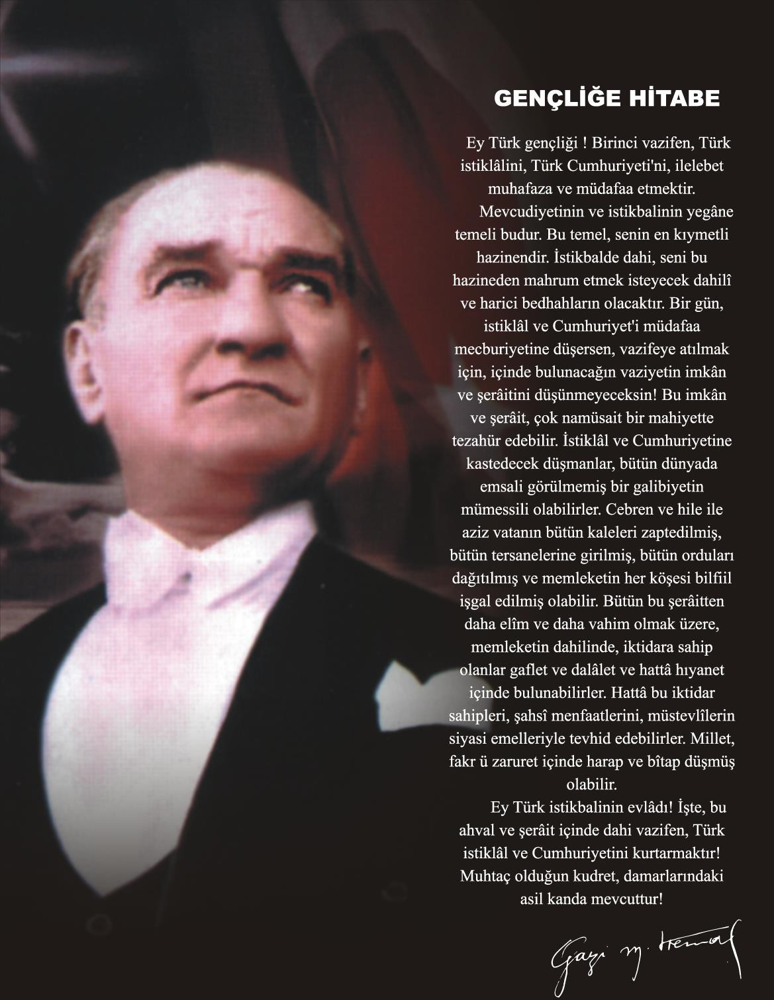 GENÇLİĞE HİTABE
Ey Türk gençliği ! Birinci vazifen, Türk
istiklâlini, Türk Cumhuriyeti'ni, ilelebet
muhafaza ve müdafaa etmektir.
Mevcudiyetinin ve istikbalinin yegâne
temeli budur. Bu temel, senin en kıymetli
hazinendir. İstikbalde dahi, seni bu
hazineden mahrum etmek isteyecek dahilî
ve harici bedhahların olacaktır. Bir gün,
istiklâl ve Cumhuriyet'i müdafaa
mecburiyetine düşersen, vazifeye atılmak
için, içinde bulunacağın vaziyetin imkân
ve şerâitini düşünmeyeceksin! Bu imkân
ve şerâit, çok namüsait bir mahiyette
tezahür edebilir. İstiklâl ve Cumhuriyetine
kastedecek düşmanlar, bütün dünyada
emsali görülmemiş bir galibiyetin
mümessili olabilirler. Cebren ve hile ile
aziz vatanın bütün kaleleri zaptedilmiş,
bütün tersanelerine girilmiş, bütün orduları
dağıtılmış ve memleketin her köşesi bilfiil
işgal edilmiş olabilir. Bütün bu şerâitten
daha elîm ve daha vahim olmak üzere,
memleketin dahilinde, iktidara sahip
olanlar gaflet ve dalâlet ve hattâ hıyanet
içinde bulunabilirler. Hattâ bu iktidar
sahipleri, şahsî menfaatlerini, müstevlîlerin
siyasi emelleriyle tevhid edebilirler. Millet,
fakr ü zaruret içinde harap ve bîtap düşmüş
olabilir.
Ey Türk istikbalinin evlâdı! İşte, bu
ahval ve şerâit içinde dahi vazifen, Türk
istiklâl ve Cumhuriyetini kurtarmaktır!
Muhtaç olduğun kudret, damarlarındaki
asil kanda mevcuttur!
Gazi M. Kemal